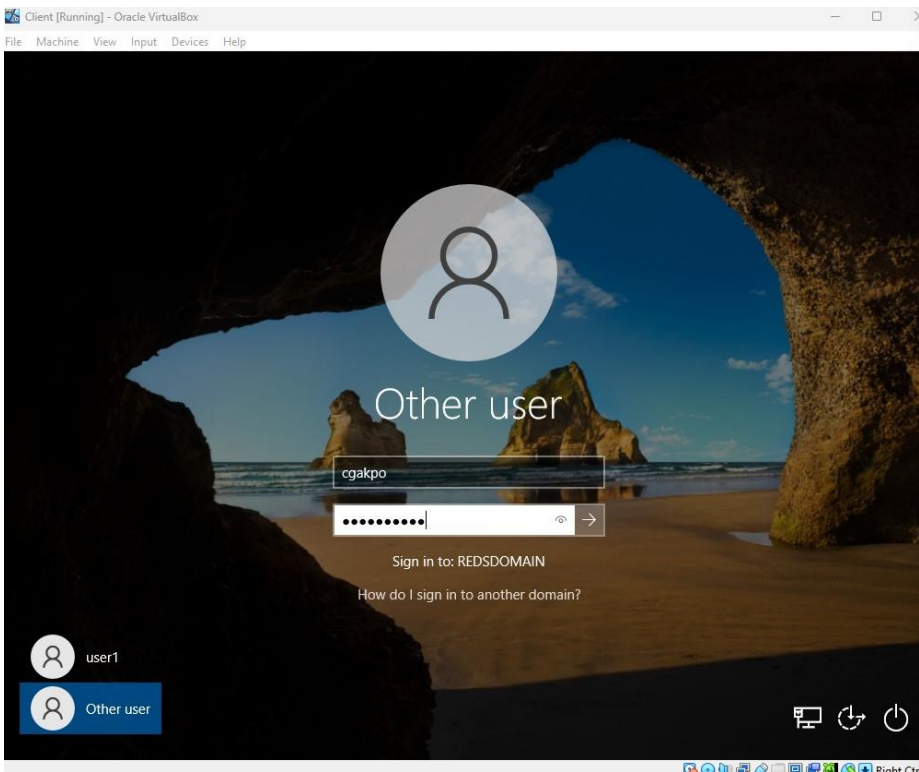 Client [Running] - Oracle VirtualBox
File Machine View Input Devices Help
Other user
cgakpo
Sign in to: REDSDOMAIN
How do I sign in to another domain?
user1
Other user
Right Ctrl